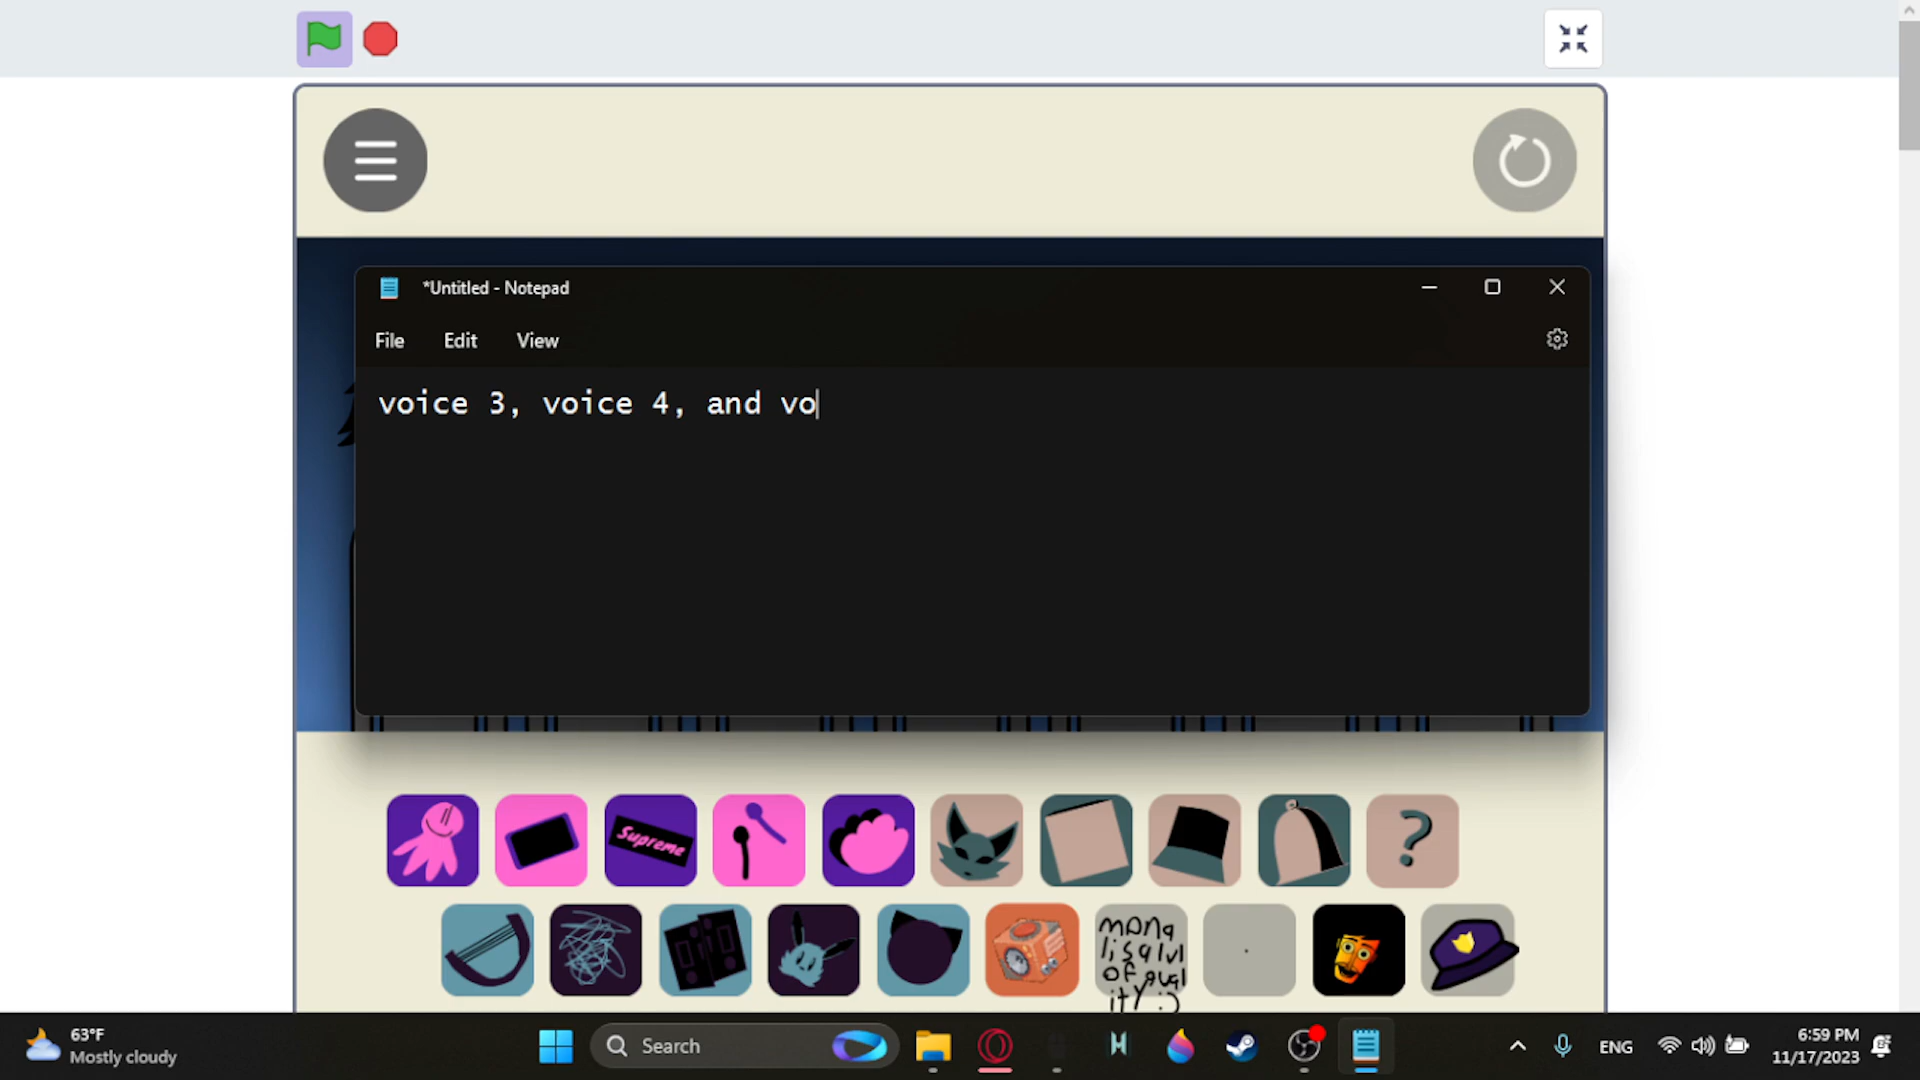 *Untitled - Notepad
File Edit View
voice 3, voice 4, and vo
Supreme
?
mona
lisa lul
of qual
ity :)
63°F
Mostly cloudy
Search
ENG
6:59 PM
11/17/2023